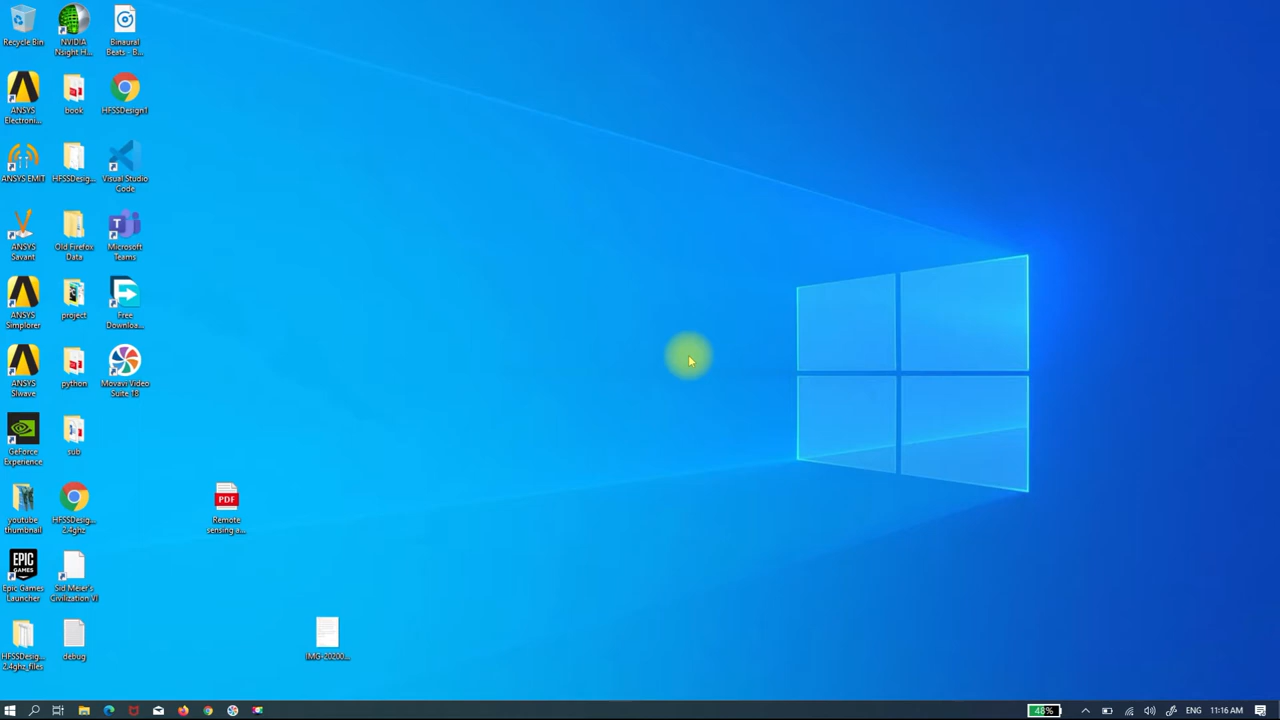 Recycle Bin
NVIDIA
Nsight H...
Binaural
Beats - B...
ANSYS
Electroni...
book
HFSSDesign1
ANSYS EMIT
HFSSDesig...
Visual Studio
Code
ANSYS
Savant
Old Firefox
Data
Microsoft
Teams
ANSYS
Simplorer
project
Free
Downloa...
ANSYS
SIwave
python
Movavi Video
Suite 18
GeForce
Experience
sub
youtube
thumbnail
HFSSDesig...
2.4ghz
PDF
Remote
sensing a...
EPIC
GAMES
Epic Games
Launcher
Sid Meier's
Civilization VI
HFSSDesig...
2.4ghz_files
debug
IMG-20200...
48%
ENG
11:16 AM